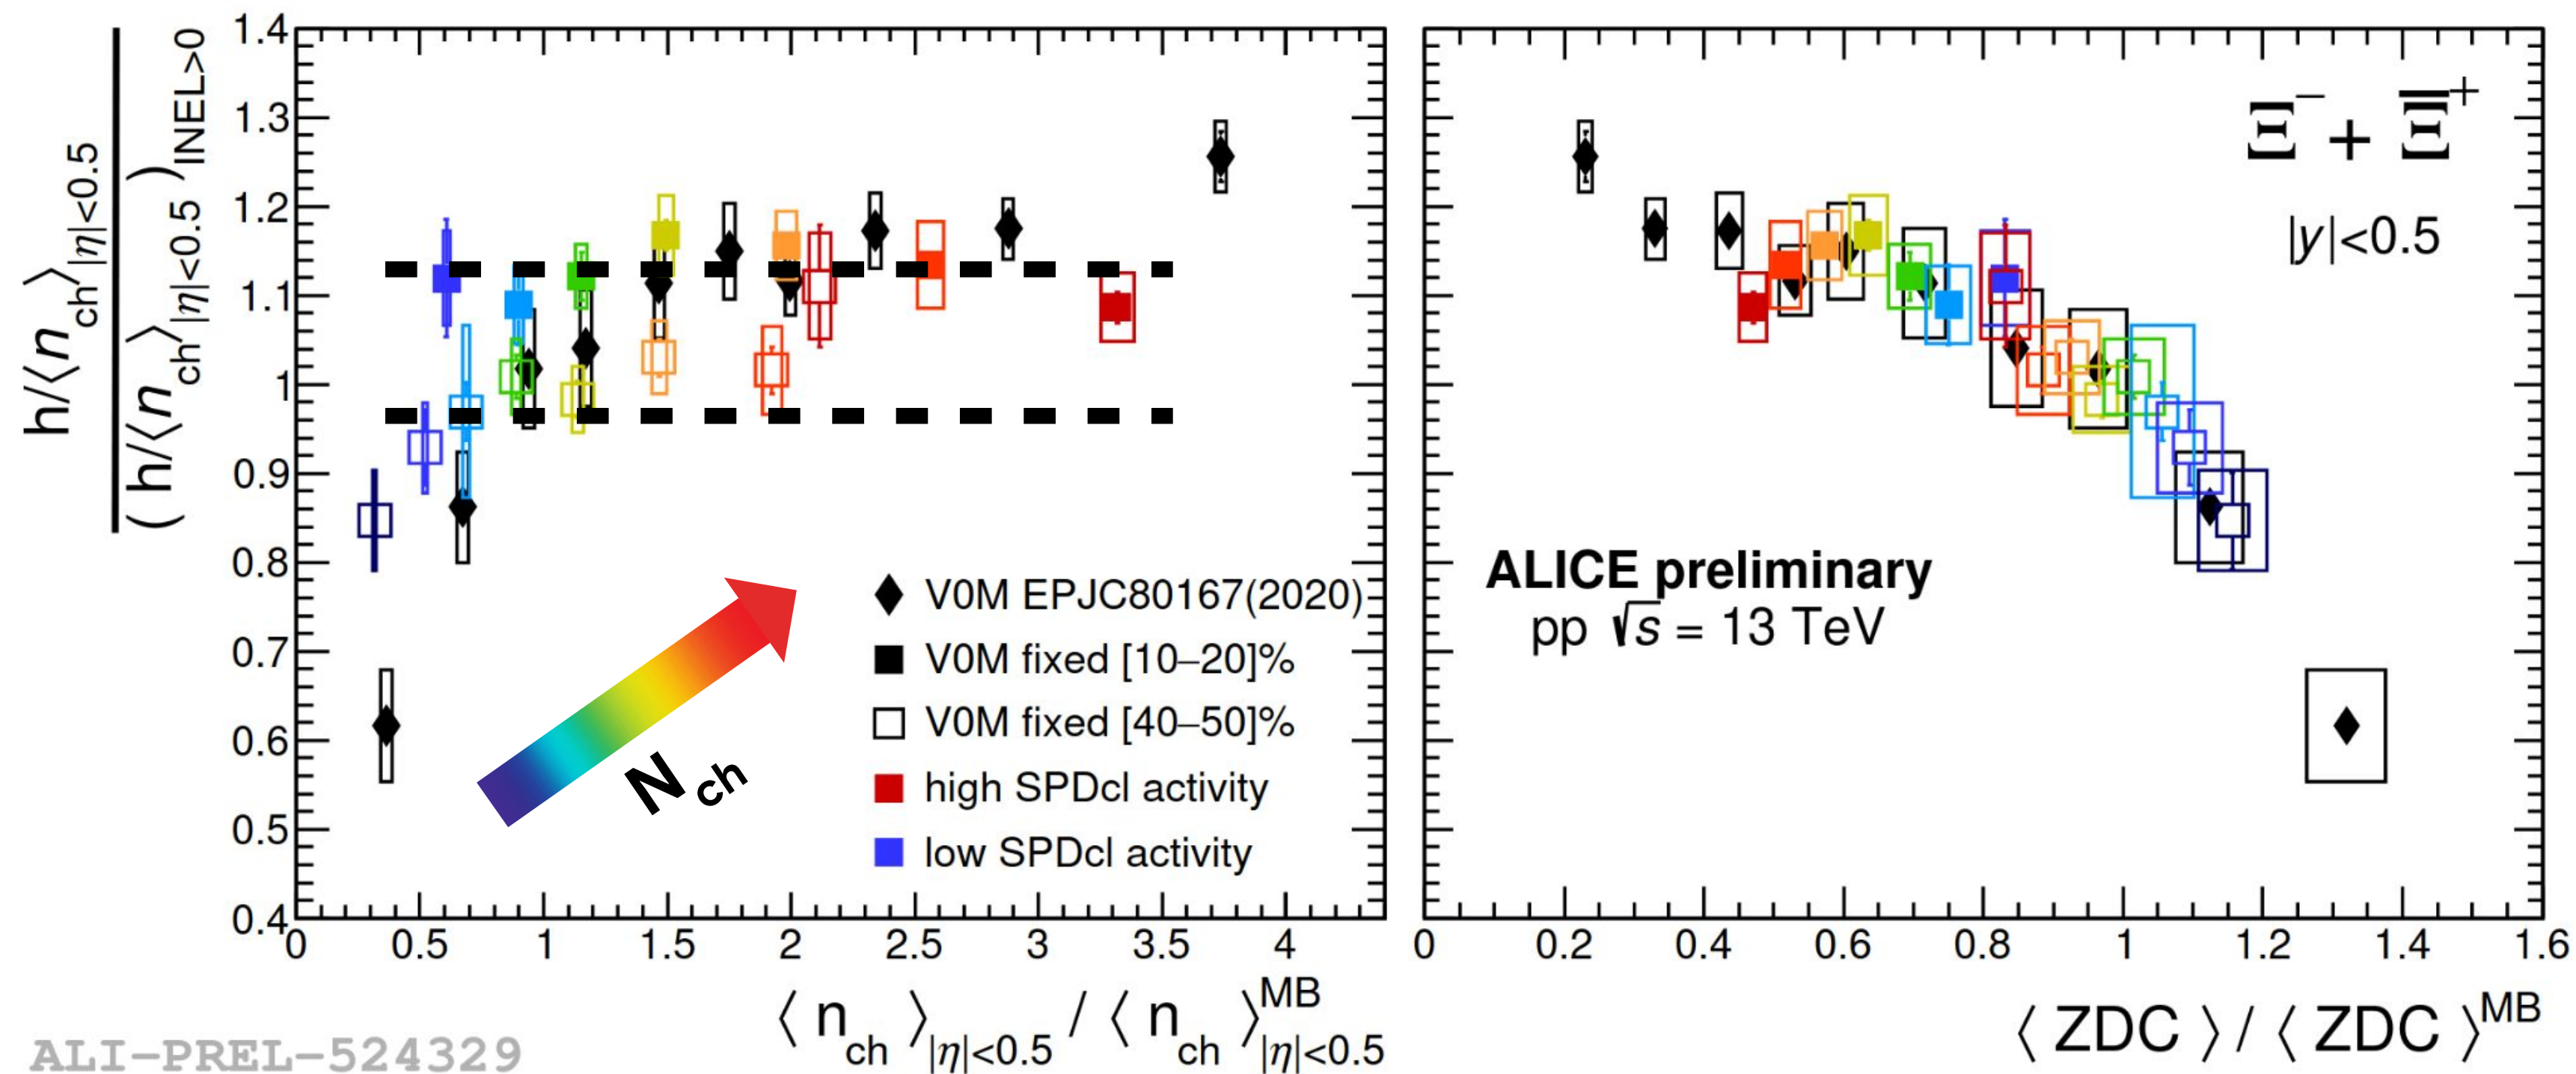 h/⟨n_ch⟩|η|<0.5
(h/⟨n_ch⟩|η|<0.5)INEL>0
1.4
1.3
1.2
1.1
1
0.9
0.8
0.7
0.6
0.5
0.4
N_ch
V0M EPJC80167(2020)
V0M fixed [10–20]%
V0M fixed [40–50]%
high SPDcl activity
low SPDcl activity
0 0.5 1 1.5 2 2.5 3 3.5 4
⟨n_ch⟩|η|<0.5 / ⟨n_ch⟩^MB|η|<0.5
Ξ⁻ + Ξ̅⁺
|y|<0.5
ALICE preliminary
pp √s = 13 TeV
0 0.2 0.4 0.6 0.8 1 1.2 1.4 1.6
⟨ZDC⟩/⟨ZDC⟩^MB
ALI−PREL−524329